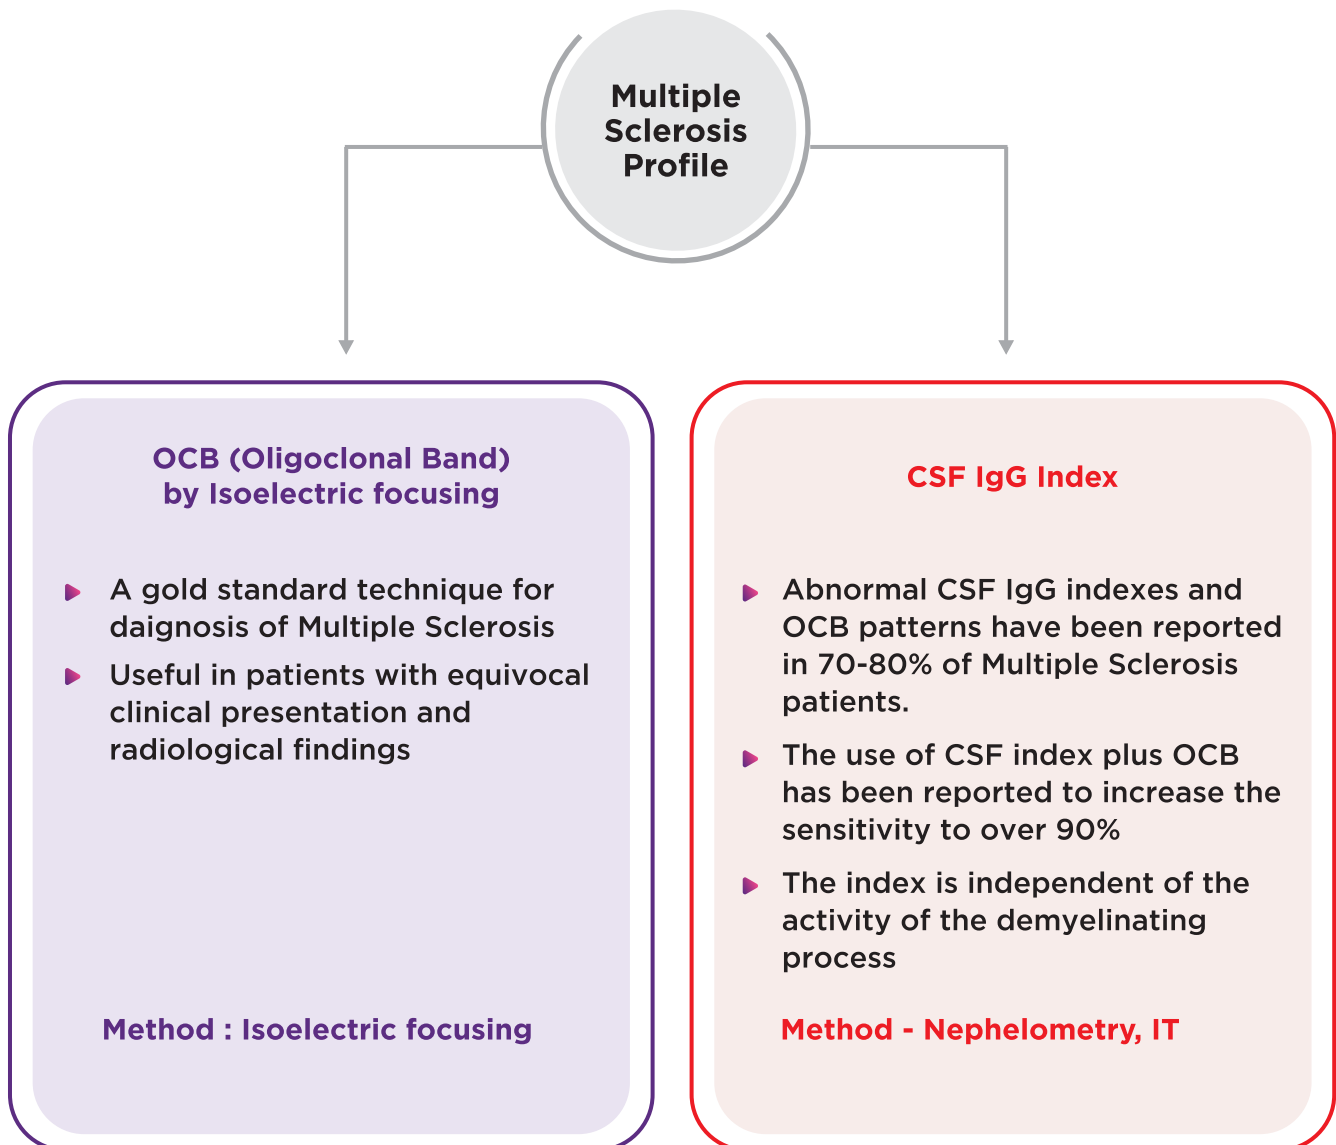 Multiple
Sclerosis
Profile
OCB (Oligoclonal Band)
by Isoelectric focusing
A gold standard technique for
daignosis of Multiple Sclerosis
Useful in patients with equivocal
clinical presentation and
radiological findings
Method : Isoelectric focusing
CSF IgG Index
Abnormal CSF IgG indexes and
OCB patterns have been reported
in 70-80% of Multiple Sclerosis
patients.
The use of CSF index plus OCB
has been reported to increase the
sensitivity to over 90%
The index is independent of the
activity of the demyelinating
process
Method - Nephelometry, IT